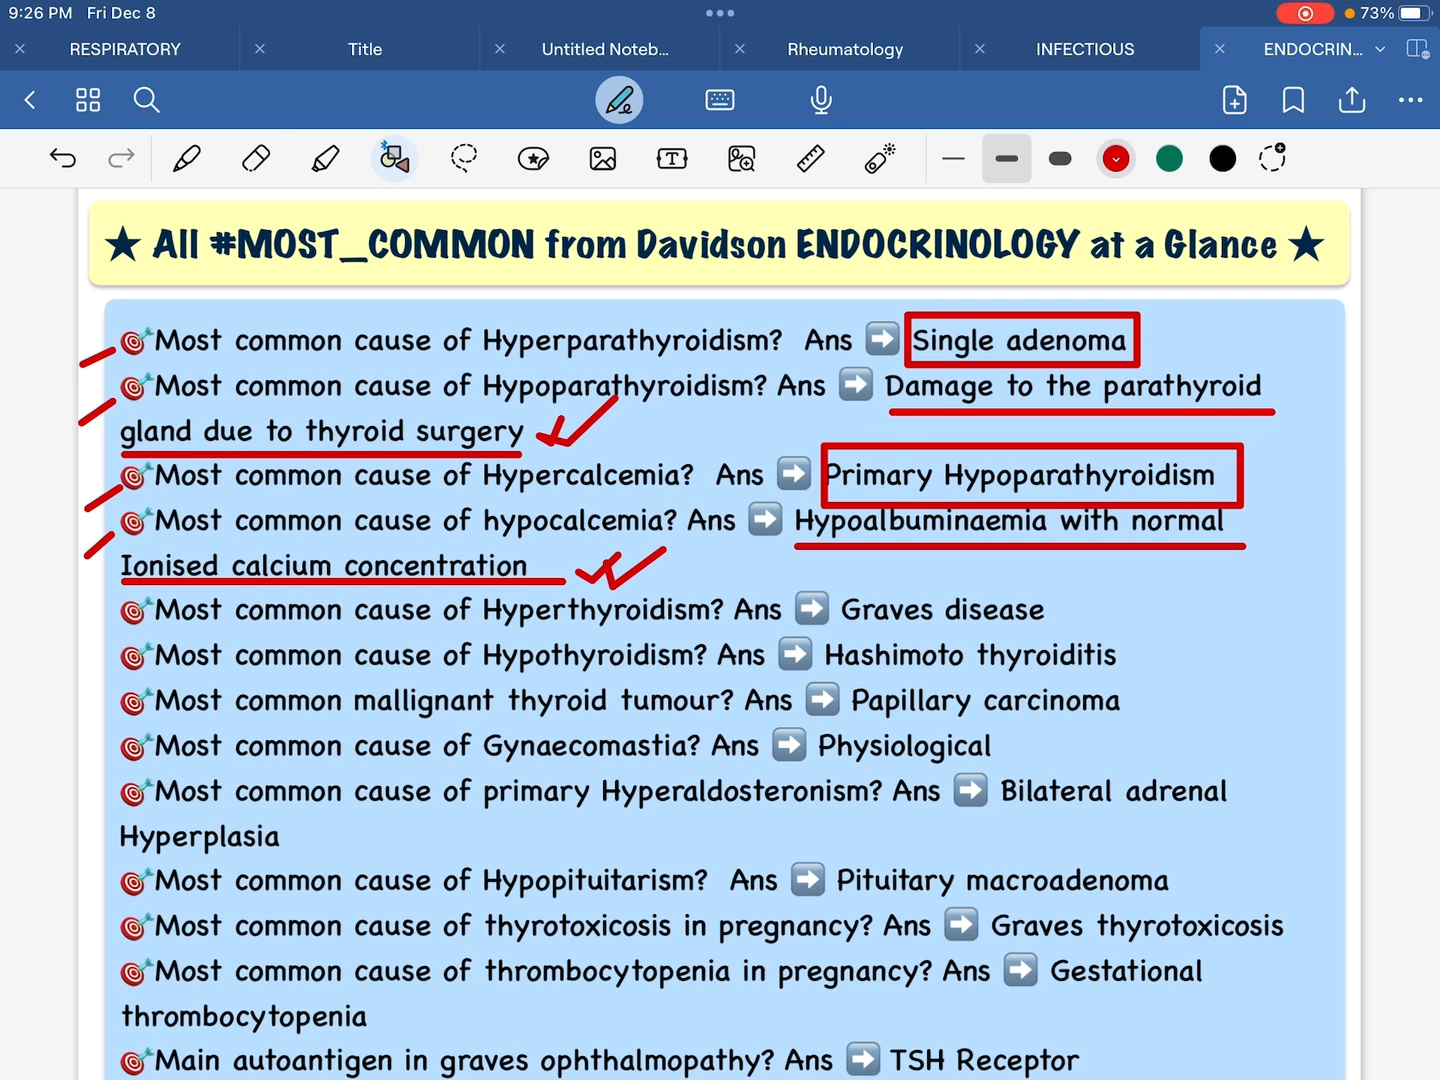 9:26 PM Fri Dec 8
73%
RESPIRATORY
Title
Untitled Noteb...
Rheumatology
INFECTIOUS
ENDOCRIN...
★ All #MOST_COMMON from Davidson ENDOCRINOLOGY at a Glance ★
🎯Most common cause of Hyperparathyroidism? Ans ➡️ Single adenoma
🎯Most common cause of Hypoparathyroidism? Ans ➡️ Damage to the parathyroid
gland due to thyroid surgery
🎯Most common cause of Hypercalcemia? Ans ➡️ Primary Hypoparathyroidism
🎯Most common cause of hypocalcemia? Ans ➡️ Hypoalbuminaemia with normal
Ionised calcium concentration
🎯Most common cause of Hyperthyroidism? Ans ➡️ Graves disease
🎯Most common cause of Hypothyroidism? Ans ➡️ Hashimoto thyroiditis
🎯Most common mallignant thyroid tumour? Ans ➡️ Papillary carcinoma
🎯Most common cause of Gynaecomastia? Ans ➡️ Physiological
🎯Most common cause of primary Hyperaldosteronism? Ans ➡️ Bilateral adrenal
Hyperplasia
🎯Most common cause of Hypopituitarism? Ans ➡️ Pituitary macroadenoma
🎯Most common cause of thyrotoxicosis in pregnancy? Ans ➡️ Graves thyrotoxicosis
🎯Most common cause of thrombocytopenia in pregnancy? Ans ➡️ Gestational
thrombocytopenia
🎯Main autoantigen in graves ophthalmopathy? Ans ➡️ TSH Receptor